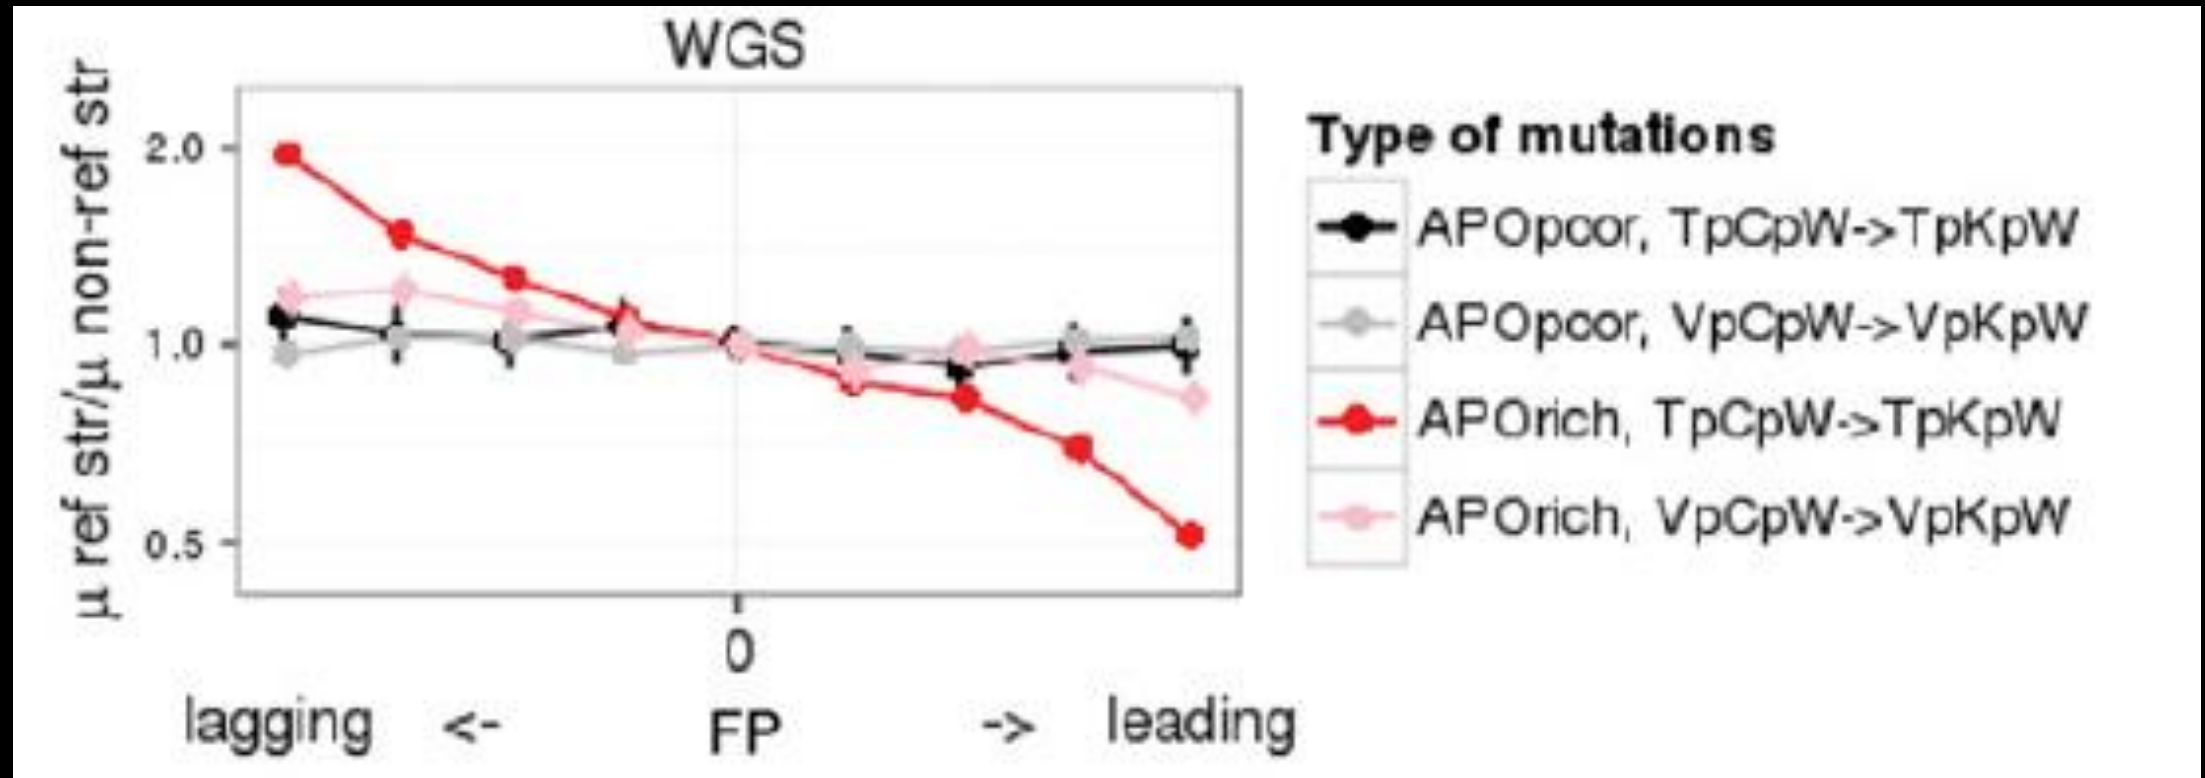 WGS
μ ref str/μ non-ref str
2.0
1.0
0.5
0
lagging <- FP -> leading
Type of mutations
APOpoor, TpCpW->TpKpW
APOpoor, VpCpW->VpKpW
APOrich, TpCpW->TpKpW
APOrich, VpCpW->VpKpW